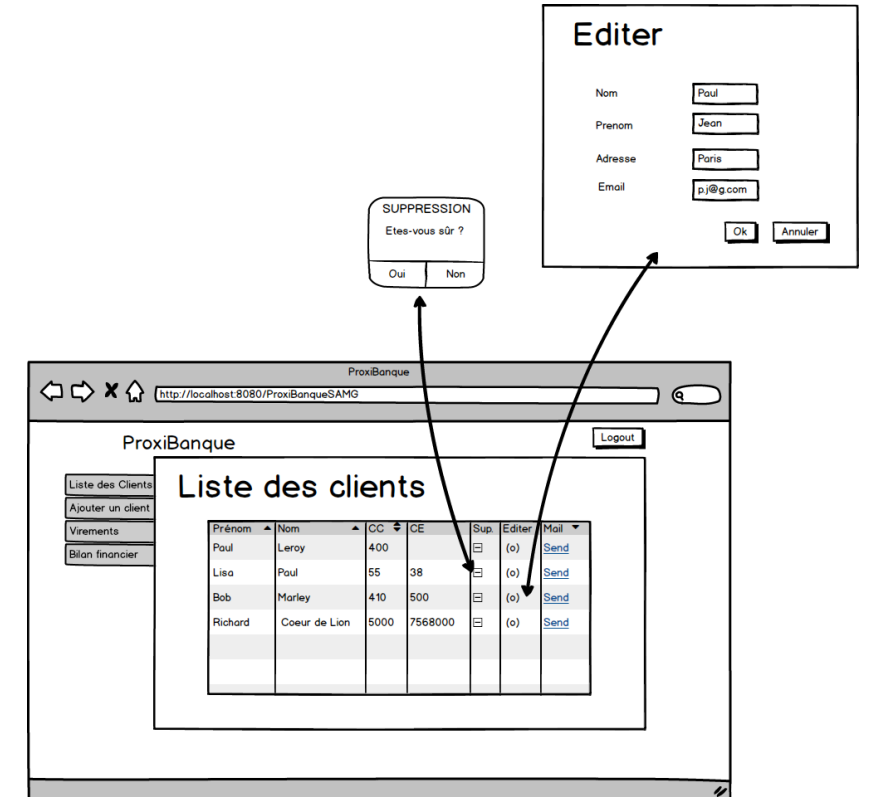 Editer
Nom Paul
Prenom Jean
Adresse Paris
Email p.j@g.com
Ok Annuler
SUPPRESSION
Etes-vous sûr ?
Oui Non
ProxiBanque
http://localhost:8080/ProxiBanqueSAMG
ProxiBanque
Logout
Liste des Clients
Ajouter un client
Virements
Bilan financier
Liste des clients
Prénom Nom CC CE Sup. Editer Mail
Paul Leroy 400 (o) Send
Lisa Paul 55 38 (o) Send
Bob Marley 410 500 (o) Send
Richard Coeur de Lion 5000 7568000 (o) Send